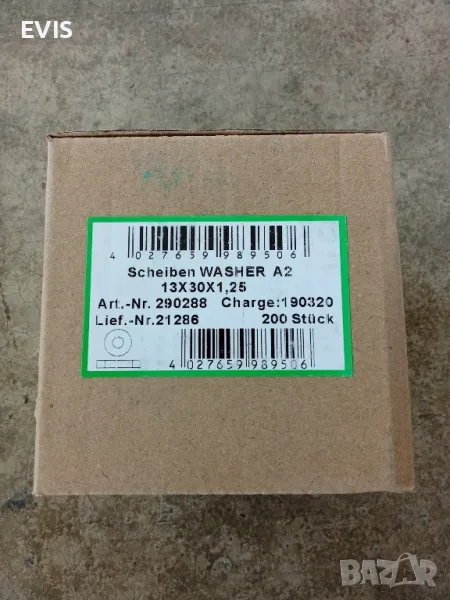 EVIS
4 027659 989506
Scheiben WASHER A2
13X30X1,25
Art.-Nr. 290288 Charge:190320
Lief.-Nr.21286 200 Stück
4 027659 989506
BAZAR